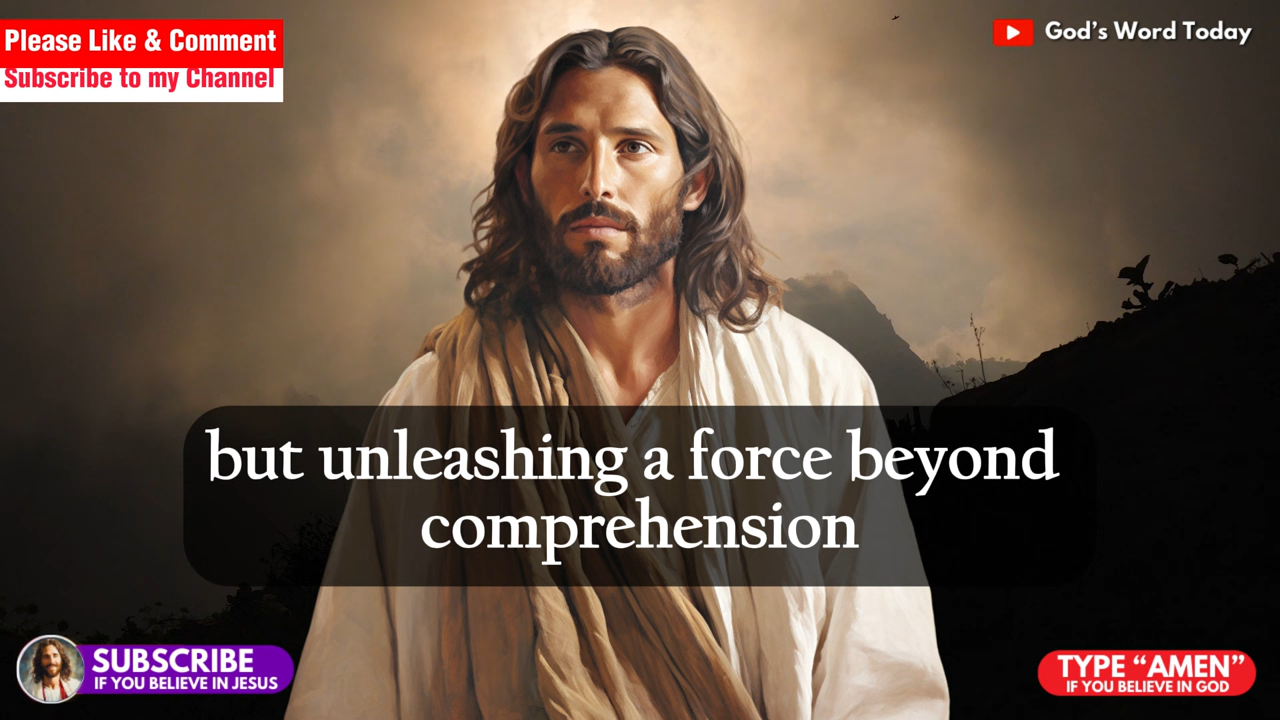 Please Like & Comment
Subscribe to my Channel
God's Word Today
but unleashing a force beyond
comprehension
SUBSCRIBE
IF YOU BELIEVE IN JESUS
TYPE “AMEN”
IF YOU BELIEVE IN GOD